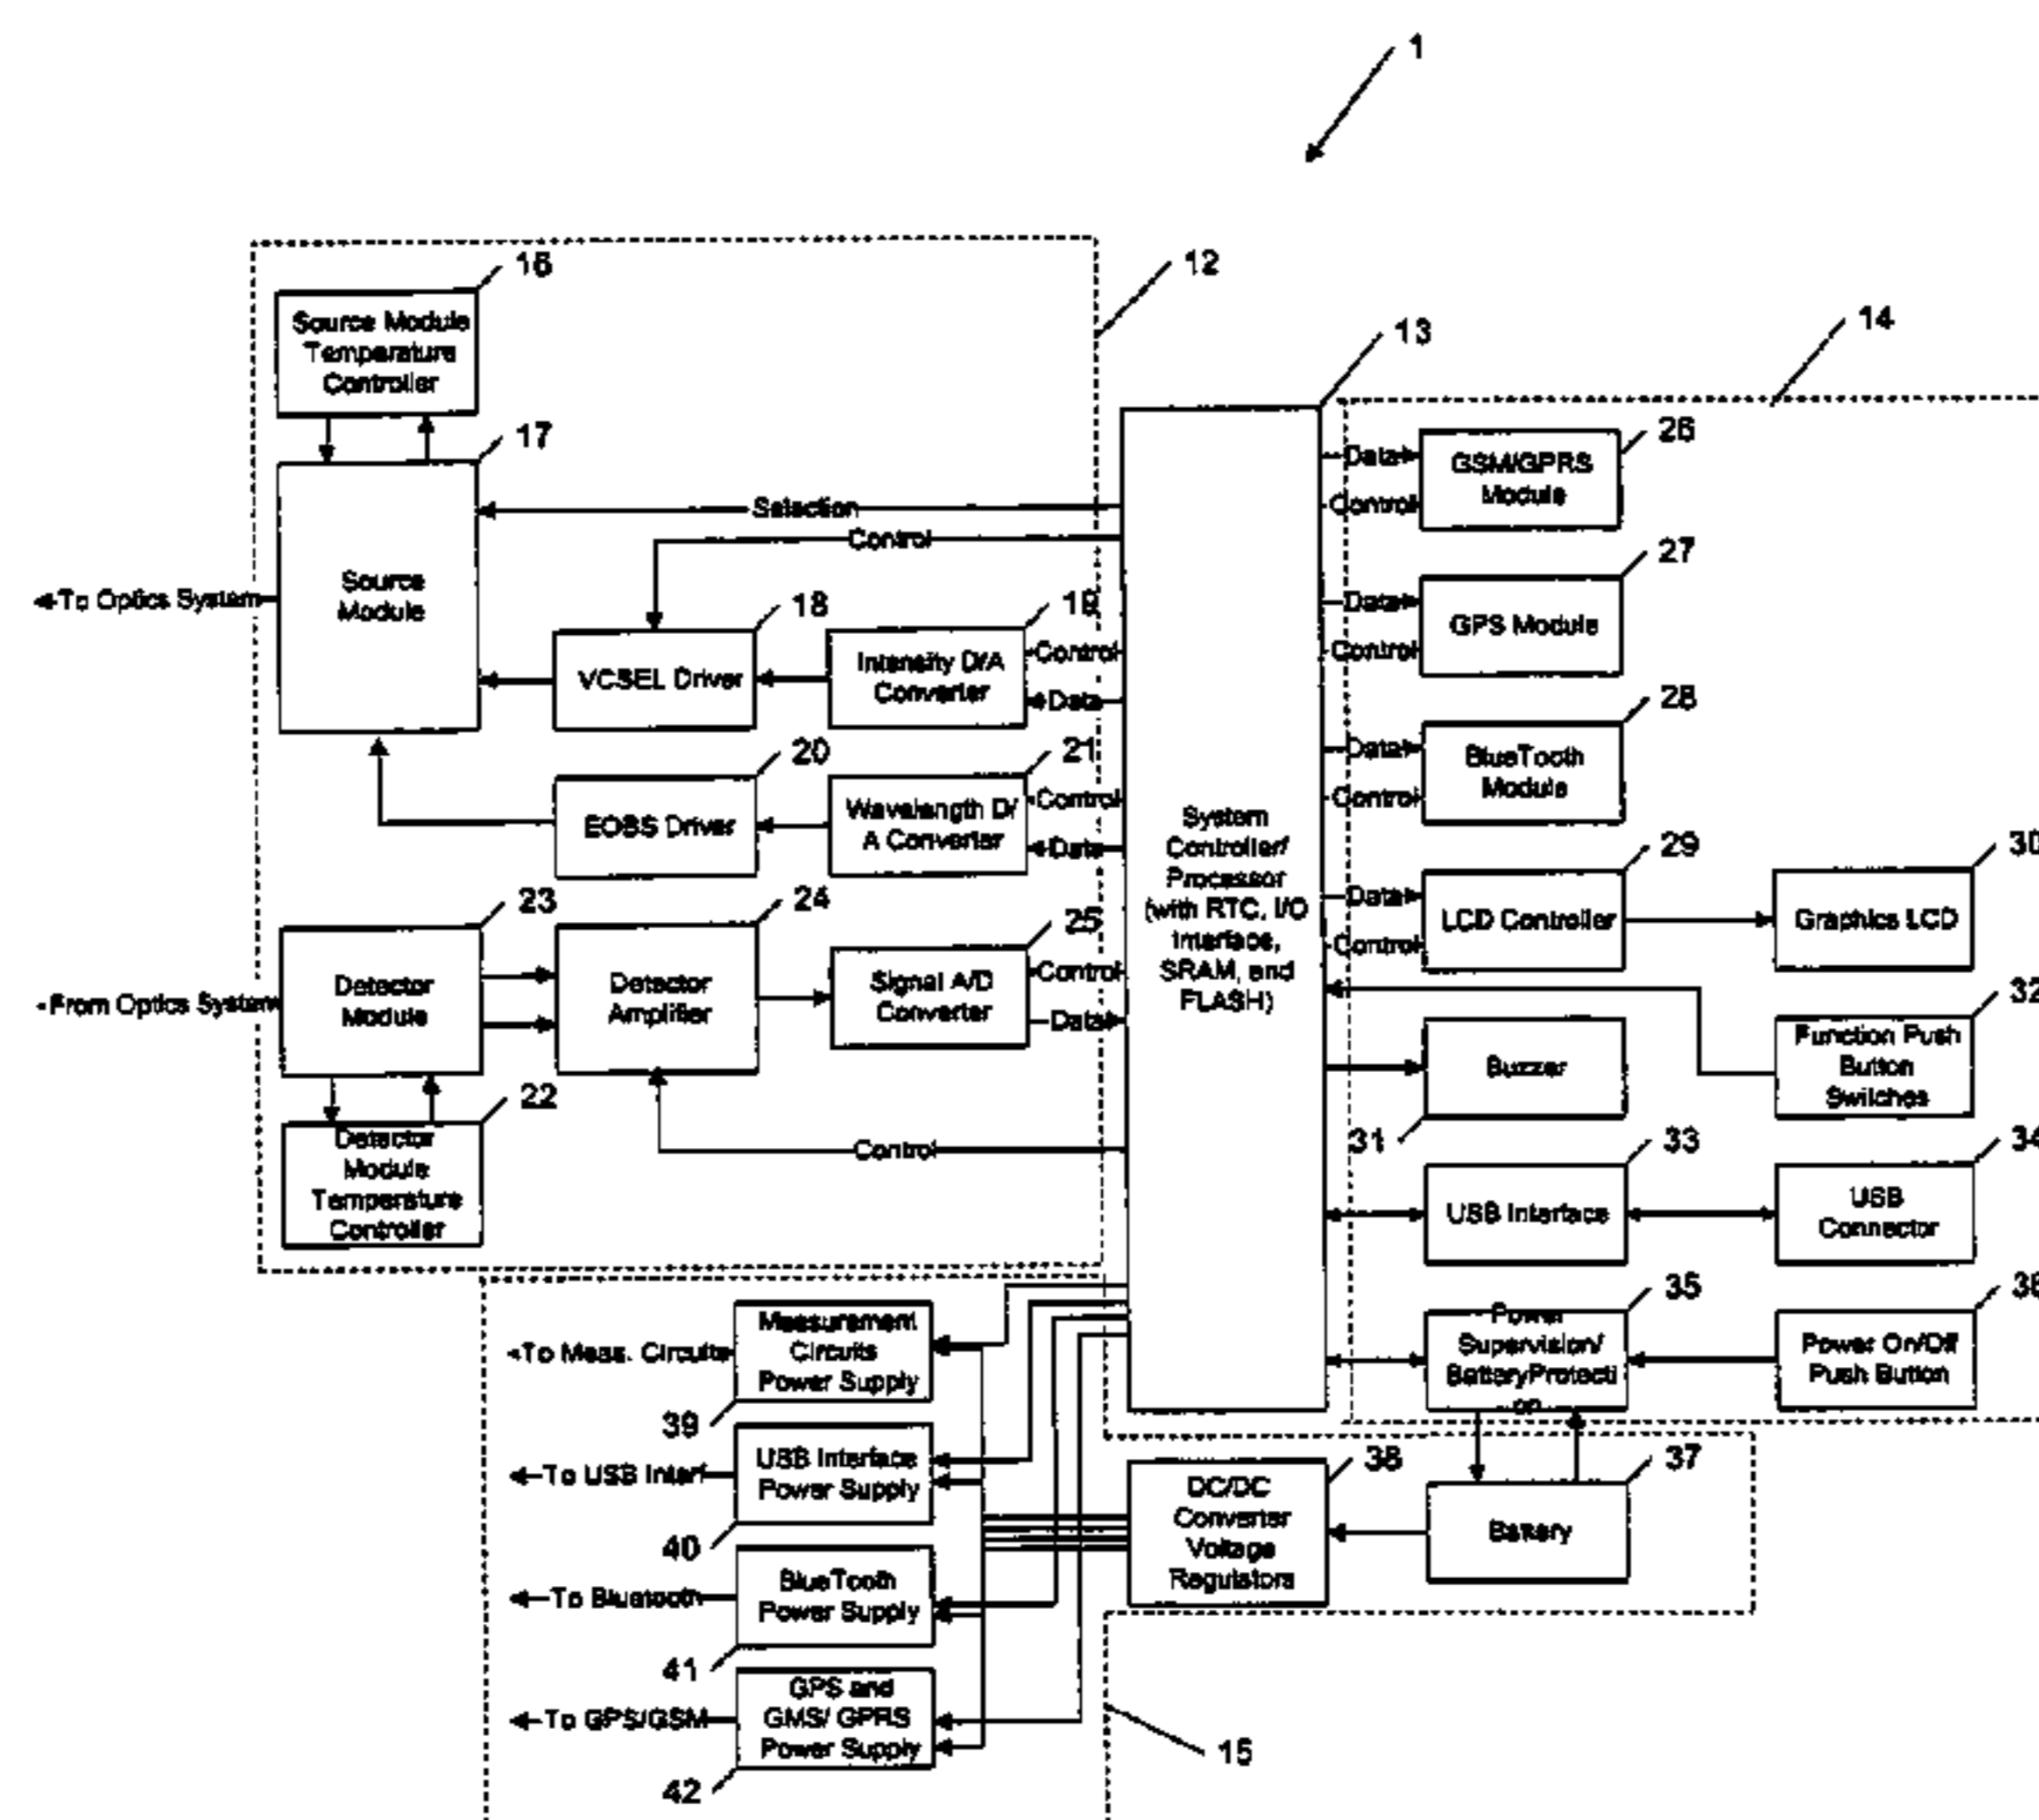 1
12
13
14
16
Source Module
Temperature
Controller
17
Source
Module
To Optics System
Selection
Control
18
VCSEL Driver
19
Intensity D/A
Converter
Control
Data
20
EOBS Driver
21
Wavelength D/
A Converter
Control
Data
23
Detector
Module
From Optics System
24
Detector
Amplifier
25
Signal A/D
Converter
Control
Data
22
Detector
Module
Temperature
Controller
Control
System
Controller/
Processor
(with RTC, I/O
Interface,
SRAM, and
FLASH)
Data
Control
26
GSM/GPRS
Module
Data
Control
27
GPS Module
Data
Control
28
BlueTooth
Module
Data
Control
29
LCD Controller
30
Graphics LCD
32
Function Push
Button
Switches
Buzzer
31
33
USB Interface
34
USB
Connector
35
Power
Supervision/
BatteryProtecti
on
36
Power On/Off
Push Button
37
Battery
38
DC/DC
Converter
Voltage
Regulators
To Meas. Circuits
Measurement
Circuits
Power Supply
39
To USB Interf
USB Interface
Power Supply
40
To Bluetooth
BlueTooth
Power Supply
41
To GPS/GSM
GPS and
GMS/ GPRS
Power Supply
42
15